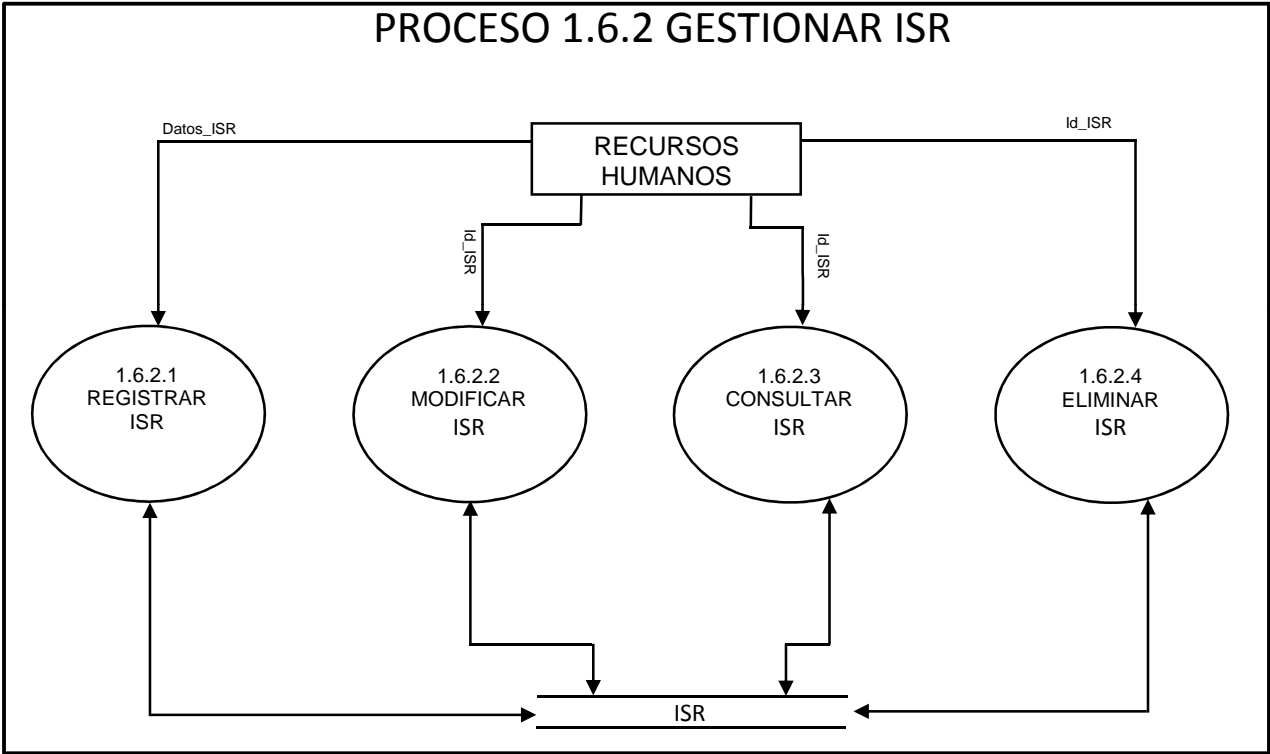 PROCESO 1.6.2 GESTIONAR ISR
Datos_ISR
Id_ISR
RECURSOS
HUMANOS
Id_ISR
Id_ISR
1.6.2.1
REGISTRAR
ISR
1.6.2.2
MODIFICAR
ISR
1.6.2.3
CONSULTAR
ISR
1.6.2.4
ELIMINAR
ISR
ISR